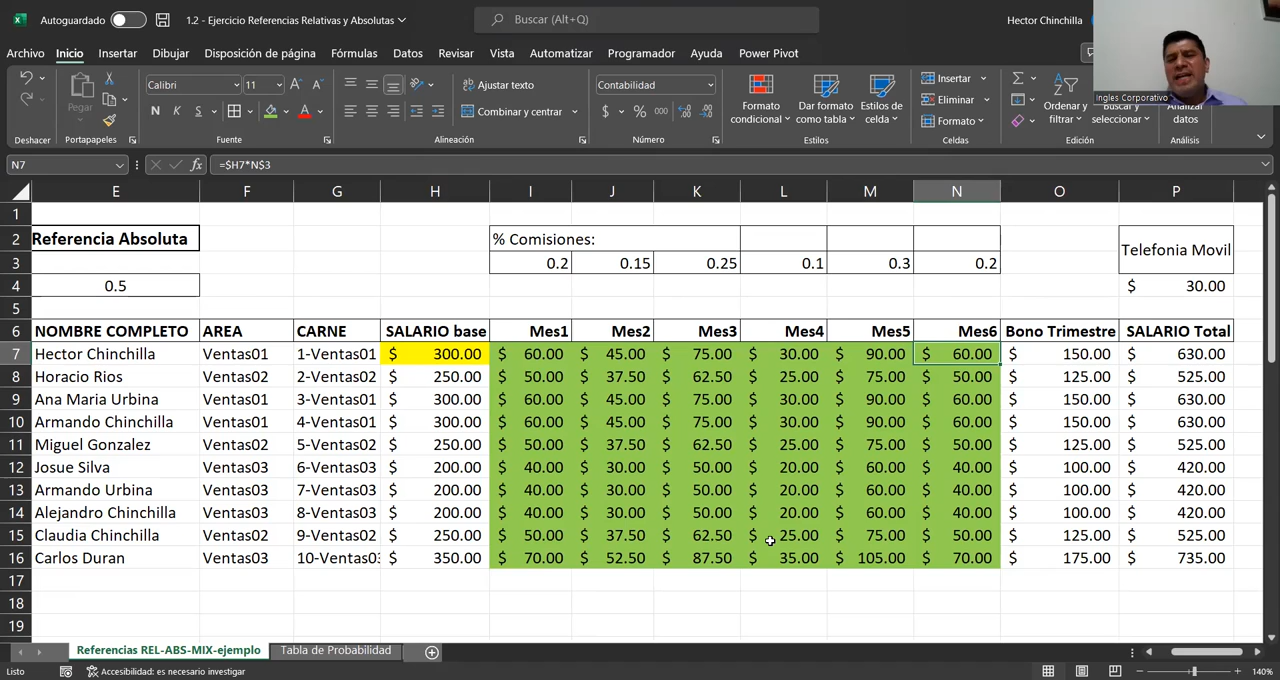 Autoguardado
1.2 - Ejercicio Referencias Relativas y Absolutas
Buscar (Alt+Q)
Hector Chinchilla
Archivo Inicio Insertar Dibujar Disposición de página Fórmulas Datos Revisar Vista Automatizar Programador Ayuda Power Pivot
Ingles Corporativo
Pegar
Calibri 11
N K S
Ajustar texto
Combinar y centrar
Contabilidad
$ % 000
Formato condicional
Dar formato como tabla
Estilos de celda
Insertar
Eliminar
Formato
Ordenar y filtrar
Buscar y seleccionar
Analizar datos
Deshacer Portapapeles Fuente Alineación Número Estilos Celdas Edición Análisis
N7 fx =$H7*N$3
E F G H I J K L M N O P
1
2 Referencia Absoluta % Comisiones: Telefonia Movil
3 0.2 0.15 0.25 0.1 0.3 0.2
4 0.5 $ 30.00
5
6 NOMBRE COMPLETO AREA CARNE SALARIO base Mes1 Mes2 Mes3 Mes4 Mes5 Mes6 Bono Trimestre SALARIO Total
7 Hector Chinchilla Ventas01 1-Ventas01 $ 300.00 $ 60.00 $ 45.00 $ 75.00 $ 30.00 $ 90.00 $ 60.00 $ 150.00 $ 630.00
8 Horacio Rios Ventas02 2-Ventas02 $ 250.00 $ 50.00 $ 37.50 $ 62.50 $ 25.00 $ 75.00 $ 50.00 $ 125.00 $ 525.00
9 Ana Maria Urbina Ventas01 3-Ventas01 $ 300.00 $ 60.00 $ 45.00 $ 75.00 $ 30.00 $ 90.00 $ 60.00 $ 150.00 $ 630.00
10 Armando Chinchilla Ventas01 4-Ventas01 $ 300.00 $ 60.00 $ 45.00 $ 75.00 $ 30.00 $ 90.00 $ 60.00 $ 150.00 $ 630.00
11 Miguel Gonzalez Ventas02 5-Ventas02 $ 250.00 $ 50.00 $ 37.50 $ 62.50 $ 25.00 $ 75.00 $ 50.00 $ 125.00 $ 525.00
12 Josue Silva Ventas03 6-Ventas03 $ 200.00 $ 40.00 $ 30.00 $ 50.00 $ 20.00 $ 60.00 $ 40.00 $ 100.00 $ 420.00
13 Armando Urbina Ventas03 7-Ventas03 $ 200.00 $ 40.00 $ 30.00 $ 50.00 $ 20.00 $ 60.00 $ 40.00 $ 100.00 $ 420.00
14 Alejandro Chinchilla Ventas03 8-Ventas03 $ 200.00 $ 40.00 $ 30.00 $ 50.00 $ 20.00 $ 60.00 $ 40.00 $ 100.00 $ 420.00
15 Claudia Chinchilla Ventas02 9-Ventas02 $ 250.00 $ 50.00 $ 37.50 $ 62.50 $ 25.00 $ 75.00 $ 50.00 $ 125.00 $ 525.00
16 Carlos Duran Ventas03 10-Ventas03 $ 350.00 $ 70.00 $ 52.50 $ 87.50 $ 35.00 $ 105.00 $ 70.00 $ 175.00 $ 735.00
17
18
19
Referencias REL-ABS-MIX-ejemplo Tabla de Probabilidad
Listo Accesibilidad: es necesario investigar 140%